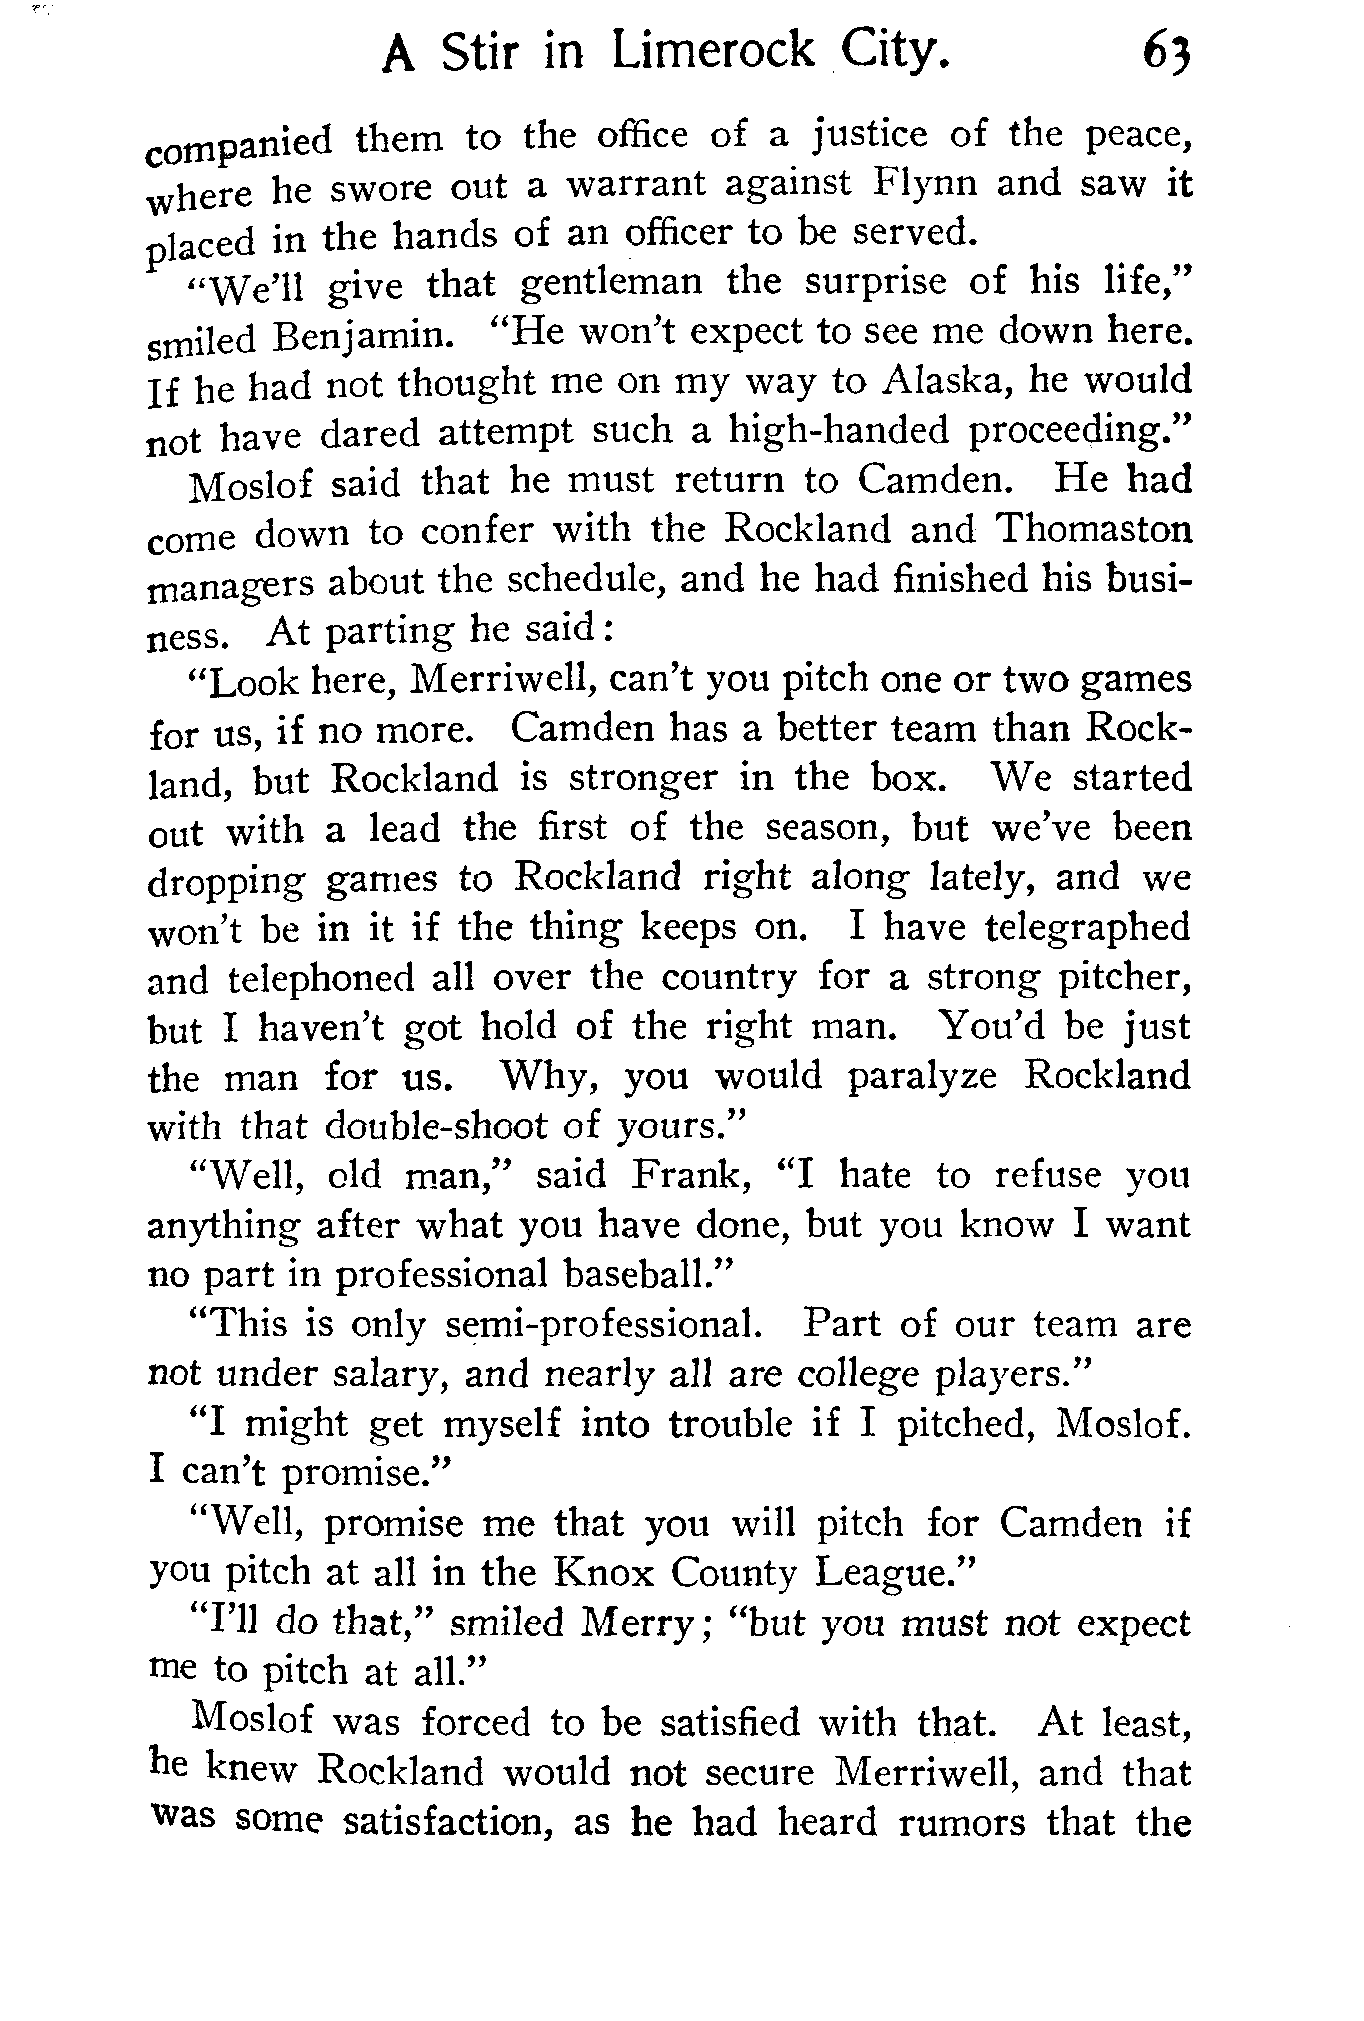 A Stir in Limerock City. 63
companied them to the office of a justice of the peace,
where he swore out a warrant against Flynn and saw it
placed in the hands of an officer to be served.
"We'll give that gentleman the surprise of his life,"
smiled Benjamin. "He won't expect to see me down here.
If he had not thought me on my way to Alaska, he would
not have dared attempt such a high-handed proceeding."
Moslof said that he must return to Camden. He had
come down to confer with the Rockland and Thomaston
managers about the schedule, and he had finished his busi-
ness. At parting he said:
"Look here, Merriwell, can't you pitch one or two games
for us, if no more. Camden has a better team than Rock-
land, but Rockland is stronger in the box. We started
out with a lead the first of the season, but we've been
dropping games to Rockland right along lately, and we
won't be in it if the thing keeps on. I have telegraphed
and telephoned all over the country for a strong pitcher,
but I haven't got hold of the right man. You'd be just
the man for us. Why, you would paralyze Rockland
with that double-shoot of yours."
"Well, old man," said Frank, "I hate to refuse you
anything after what you have done, but you know I want
no part in professional baseball."
"This is only semi-professional. Part of our team are
not under salary, and nearly all are college players."
"I might get myself into trouble if I pitched, Moslof.
I can't promise."
"Well, promise me that you will pitch for Camden if
you pitch at all in the Knox County League."
"I'll do that," smiled Merry; "but you must not expect
me to pitch at all."
Moslof was forced to be satisfied with that. At least,
he knew Rockland would not secure Merriwell, and that
was some satisfaction, as he had heard rumors that the